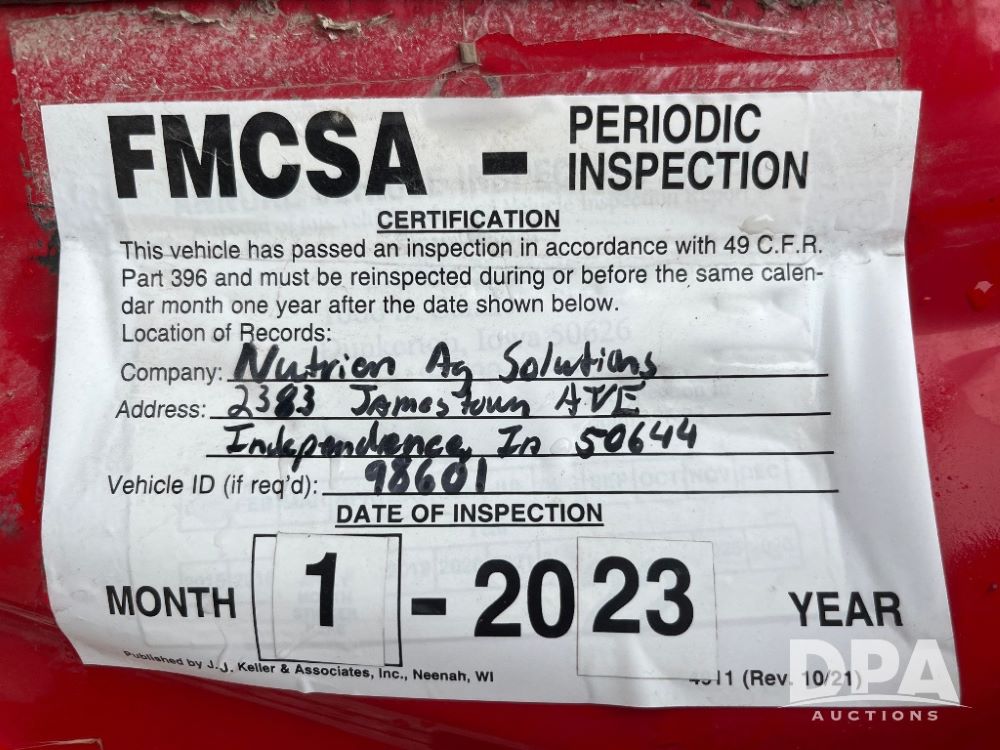 FMCSA - PERIODIC INSPECTION
CERTIFICATION
This vehicle has passed an inspection in accordance with 49 C.F.R.
Part 396 and must be reinspected during or before the same calen-
dar month one year after the date shown below.
Location of Records:
Company: Nutrien Ag Solutions
Address: 2383 Jamestown AVE
Independence, Ia 50644
Vehicle ID (if req'd): 98601
DATE OF INSPECTION
MONTH 1 - 2023 YEAR
Published by J. J. Keller & Associates, Inc., Neenah, WI
(Rev. 10/21)
DPA
AUCTIONS